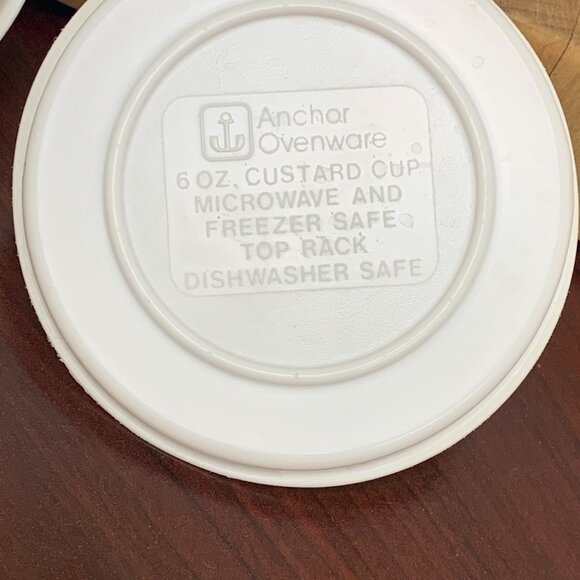 Anchor
Ovenware
6 OZ. CUSTARD CUP
MICROWAVE AND
FREEZER SAFE
TOP RACK
DISHWASHER SAFE